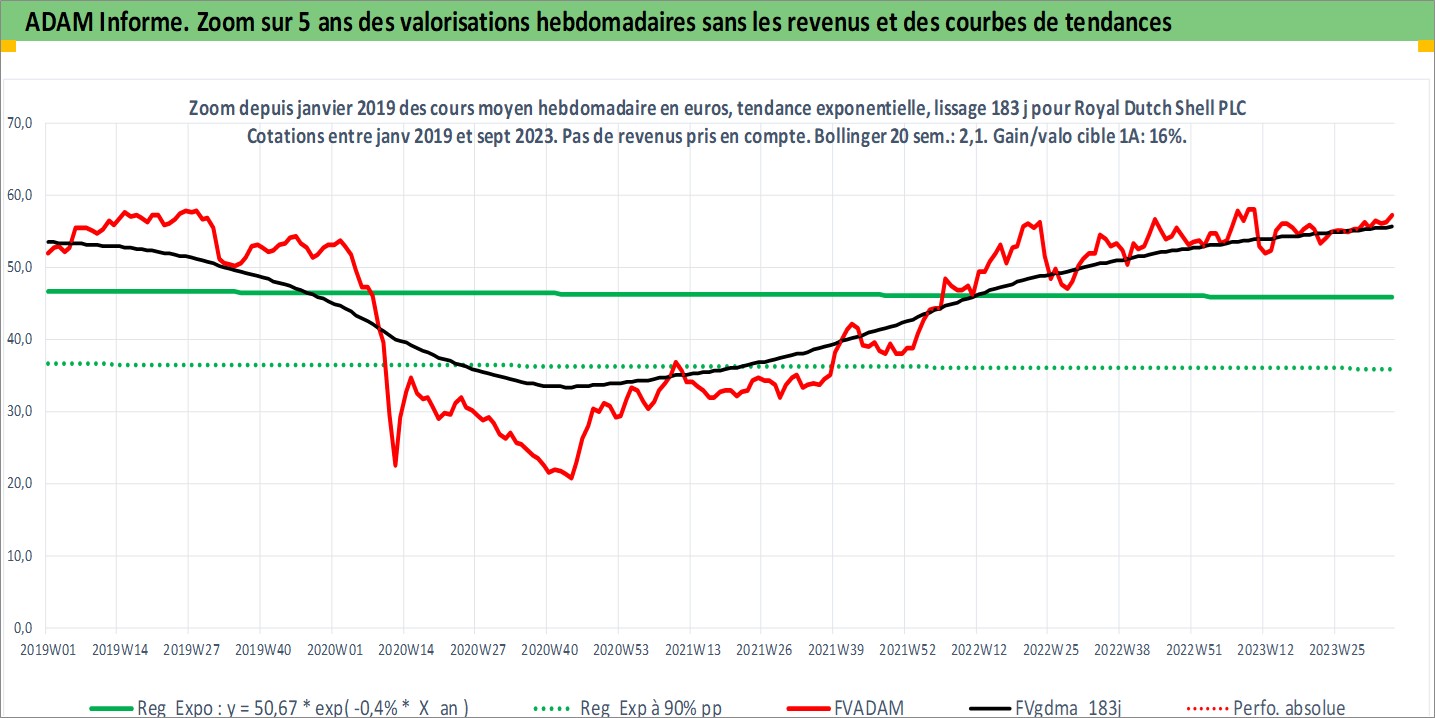 ADAM Informe. Zoom sur 5 ans des valorisations hebdomadaires sans les revenus et des courbes de tendances
Zoom depuis janvier 2019 des cours moyen hebdomadaire en euros, tendance exponentielle, lissage 183 j pour Royal Dutch Shell PLC
Cotations entre janv 2019 et sept 2023. Pas de revenus pris en compte. Bollinger 20 sem.: 2,1. Gain/valo cible 1A: 16%.
70,0
60,0
50,0
40,0
30,0
20,0
10,0
0,0
2019W01 2019W14 2019W27 2019W40 2020W01 2020W14 2020W27 2020W40 2020W53 2021W13 2021W26 2021W39 2021W52 2022W12 2022W25 2022W38 2022W51 2023W12 2023W25
Reg Expo : y = 50,67 * exp( -0,4% * X an ) Reg Exp à 90% pp FVADAM FVgdma 183j Perfo. absolue